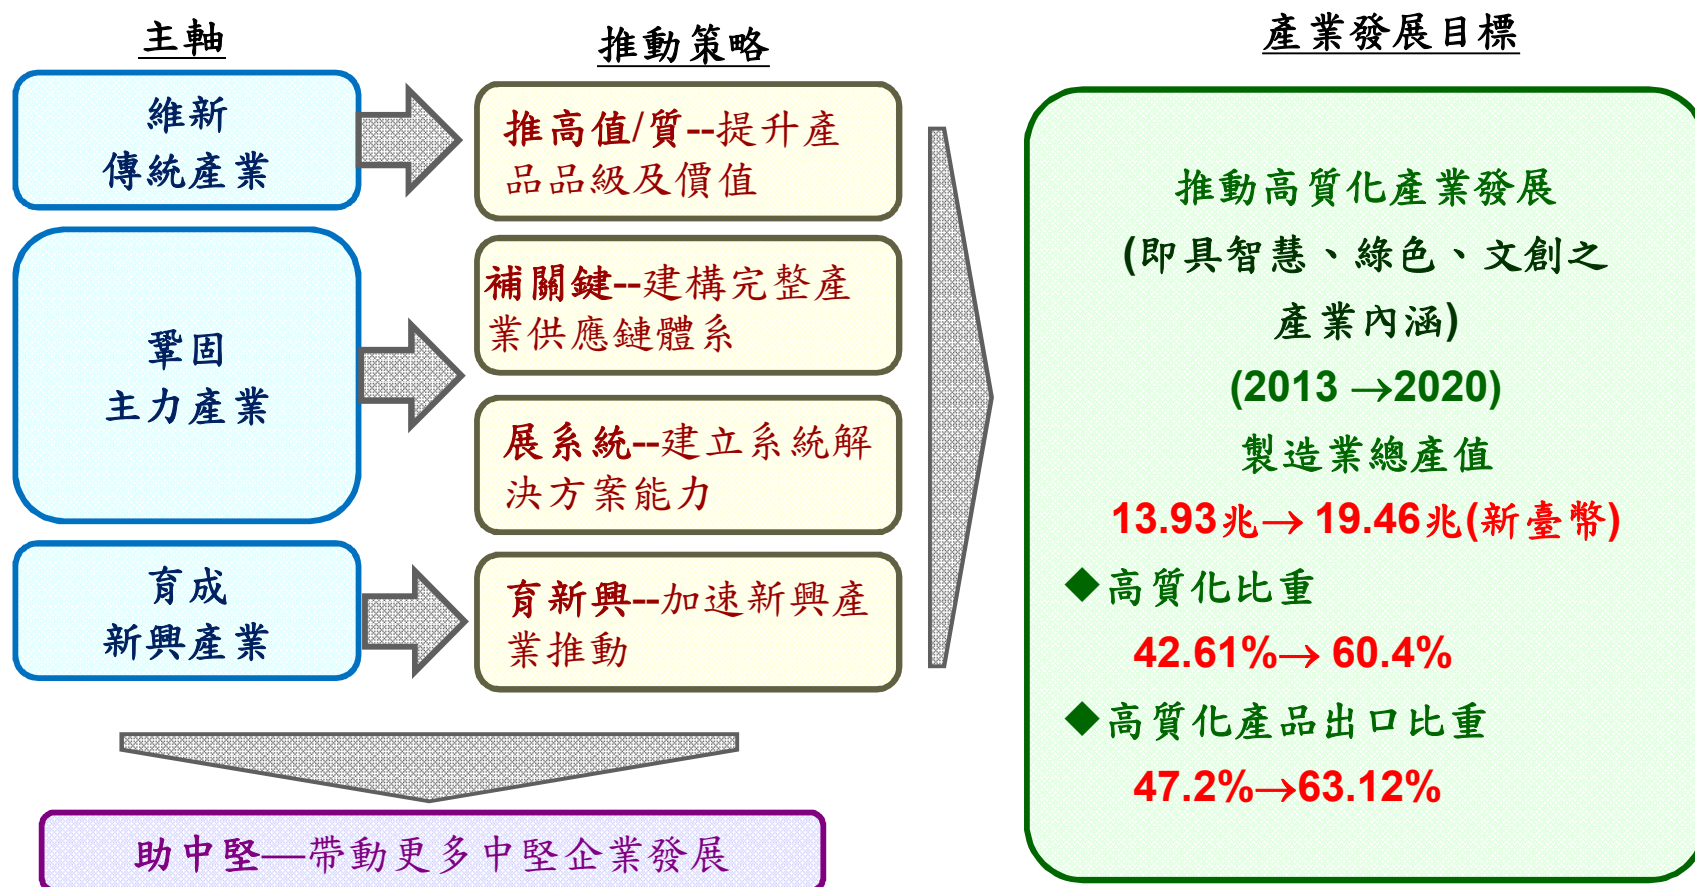 主軸
維新
傳統產業
鞏固
主力產業
育成
新興產業
推動策略
推高值/質--提升產
品品級及價值
補關鍵--建構完整產
業供應鏈體系
展系統--建立系統解
決方案能力
育新興--加速新興產
業推動
助中堅—帶動更多中堅企業發展
產業發展目標
推動高質化產業發展
(即具智慧、綠色、文創之
產業內涵)
(2013→2020)
製造業總產值
13.93兆→ 19.46兆(新臺幣)
◆高質化比重
42.61%→ 60.4%
◆高質化產品出口比重
47.2%→63.12%